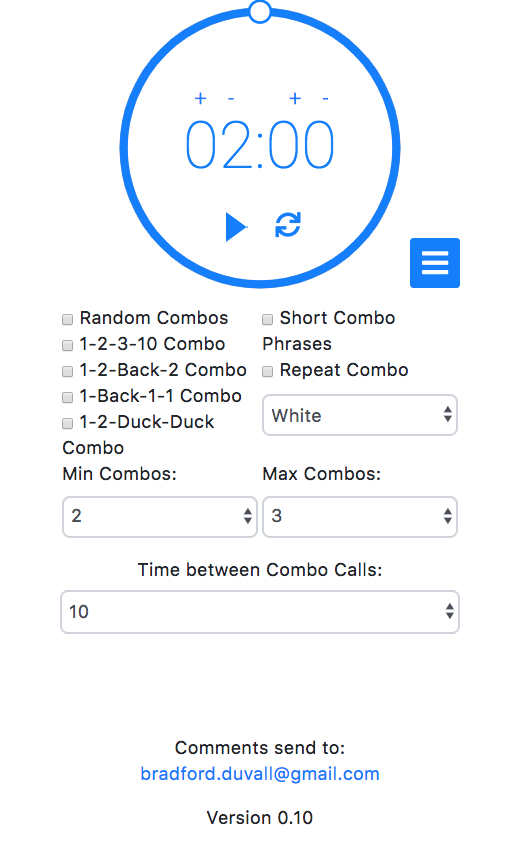 + - + -
02:00
Random Combos
1-2-3-10 Combo
1-2-Back-2 Combo
1-Back-1-1 Combo
1-2-Duck-Duck
Combo
Short Combo
Phrases
Repeat Combo
White
Min Combos:
2
Max Combos:
3
Time between Combo Calls:
10
Comments send to:
bradford.duvall@gmail.com
Version 0.10